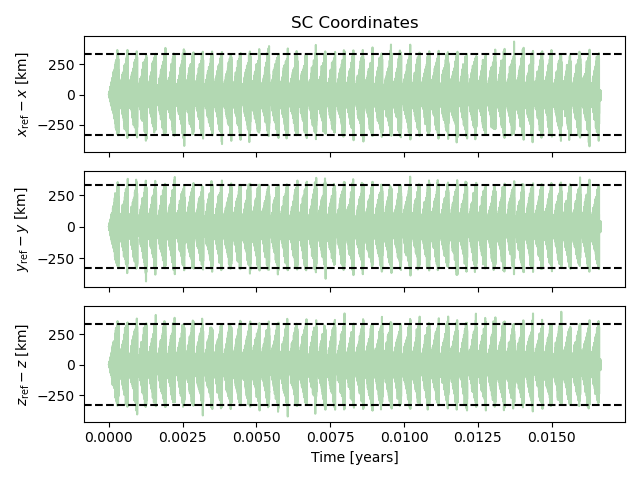 SC Coordinates
x_ref − x [km]
250
0
−250
y_ref − y [km]
250
0
−250
z_ref − z [km]
250
0
−250
0.0000 0.0025 0.0050 0.0075 0.0100 0.0125 0.0150
Time [years]